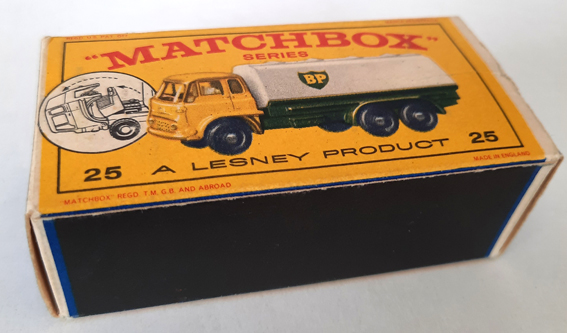 "MATCHBOX"
SERIES
BP
25 A LESNEY PRODUCT 25
MADE IN ENGLAND
"MATCHBOX" REGD. T.M. G.B. AND ABROAD